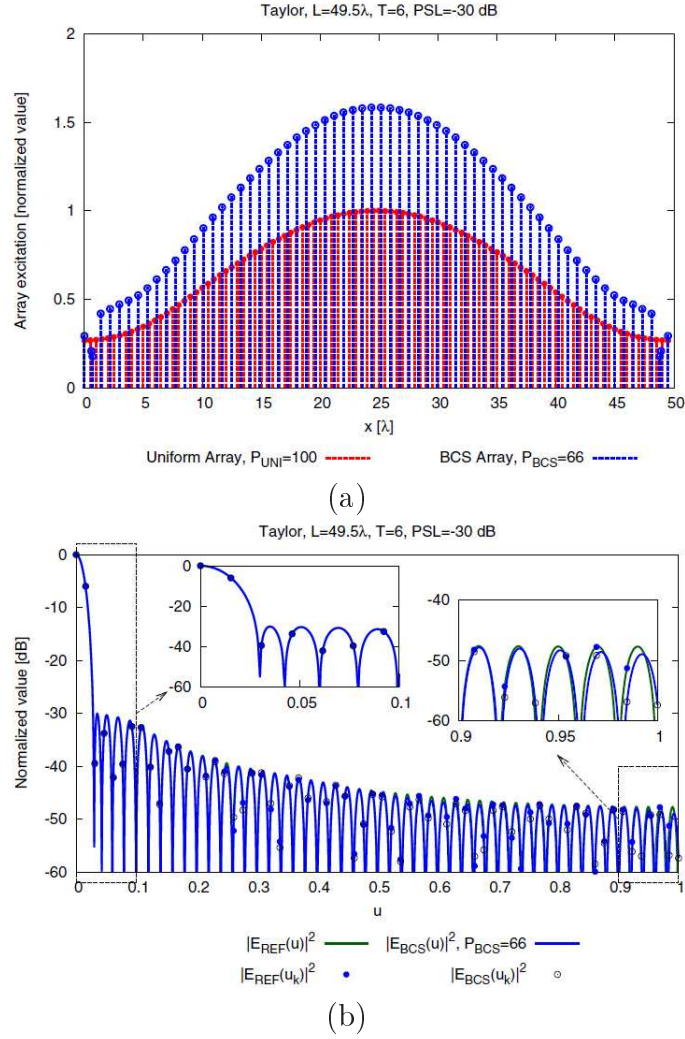 Taylor, L=49.5λ, T=6, PSL=-30 dB
Array excitation [normalized value]
2
1.5
1
0.5
0
0 5 10 15 20 25 30 35 40 45 50
x [λ]
Uniform Array, P_UNI=100
BCS Array, P_BCS=66
(a)
Taylor, L=49.5λ, T=6, PSL=-30 dB
Normalized value [dB]
0
-10
-20
-30
-40
-50
-60
0
-20
-40
-60
0 0.05 0.1
-40
-50
-60
0.9 0.95 1
0 0.1 0.2 0.3 0.4 0.5 0.6 0.7 0.8 0.9 1
u
|E_REF(u)|² |E_BCS(u)|², P_BCS=66
|E_REF(u_k)|² |E_BCS(u_k)|²
(b)